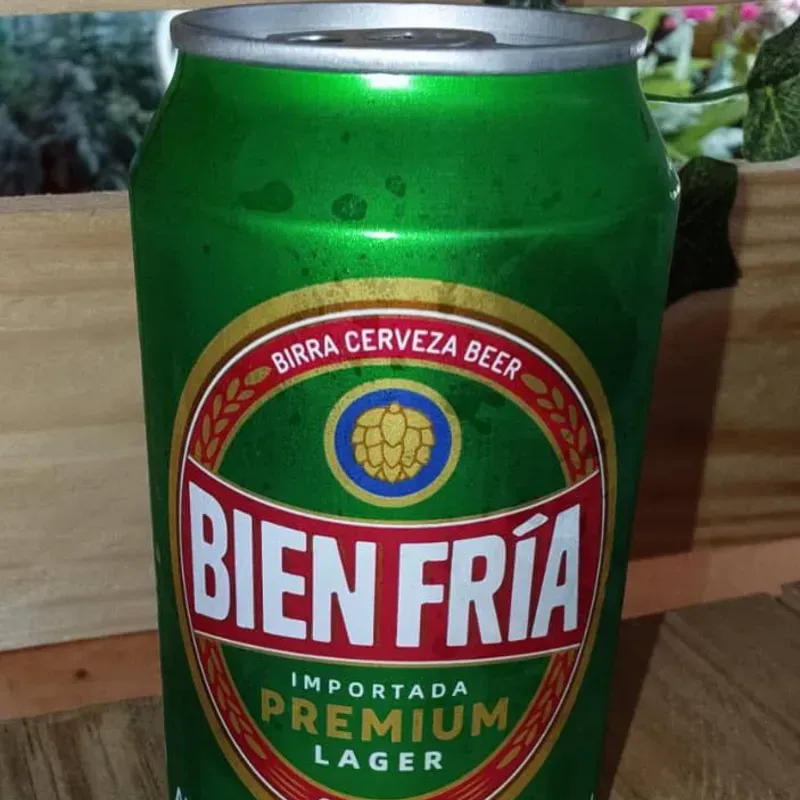 BIRRA CERVEZA BEER
BIEN FRÍA
IMPORTADA
PREMIUM
LAGER